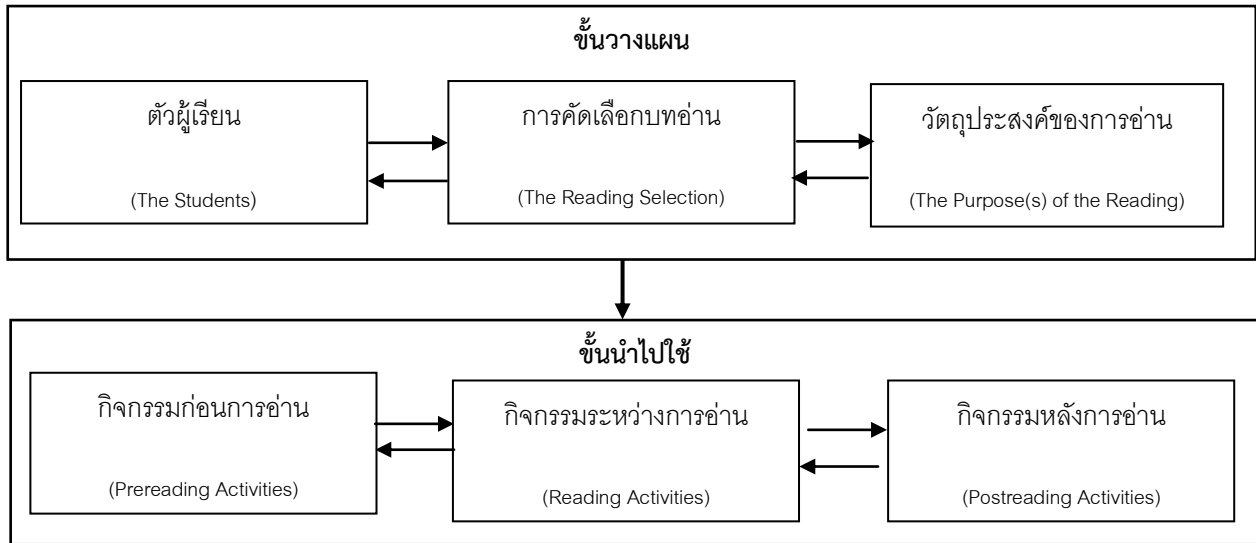 ขั้นวางแผน
ตัวผู้เรียน
(The Students)
การคัดเลือกบทอ่าน
(The Reading Selection)
วัตถุประสงค์ของการอ่าน
(The Purpose(s) of the Reading)
ขั้นนำไปใช้
กิจกรรมก่อนการอ่าน
(Prereading Activities)
กิจกรรมระหว่างการอ่าน
(Reading Activities)
กิจกรรมหลังการอ่าน
(Postreading Activities)